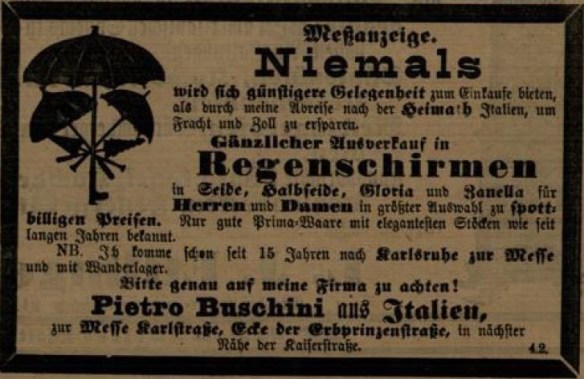 Meßanzeige.
Niemals
wird sich günstigere Gelegenheit zum Einkaufe bieten,
als durch meine Abreise nach der Heimath Italien, um
Fracht und Zoll zu ersparen.
Gänzlicher Ausverkauf in
Regenschirmen
in Seide, Halbseide, Gloria und Zanella für
Herren und Damen in größter Auswahl zu spott-
billigen Preisen. Nur gute Prima-Waare mit elegantesten Stöcken wie seit
langen Jahren bekannt.
NB. Ich komme schon seit 15 Jahren nach Karlsruhe zur Messe
und mit Wanderlager.
Bitte genau auf meine Firma zu achten!
Pietro Buschini aus Italien,
zur Messe Karlstraße, Ecke der Erbprinzenstraße, in nächster
Nähe der Kaiserstraße. 4.2.